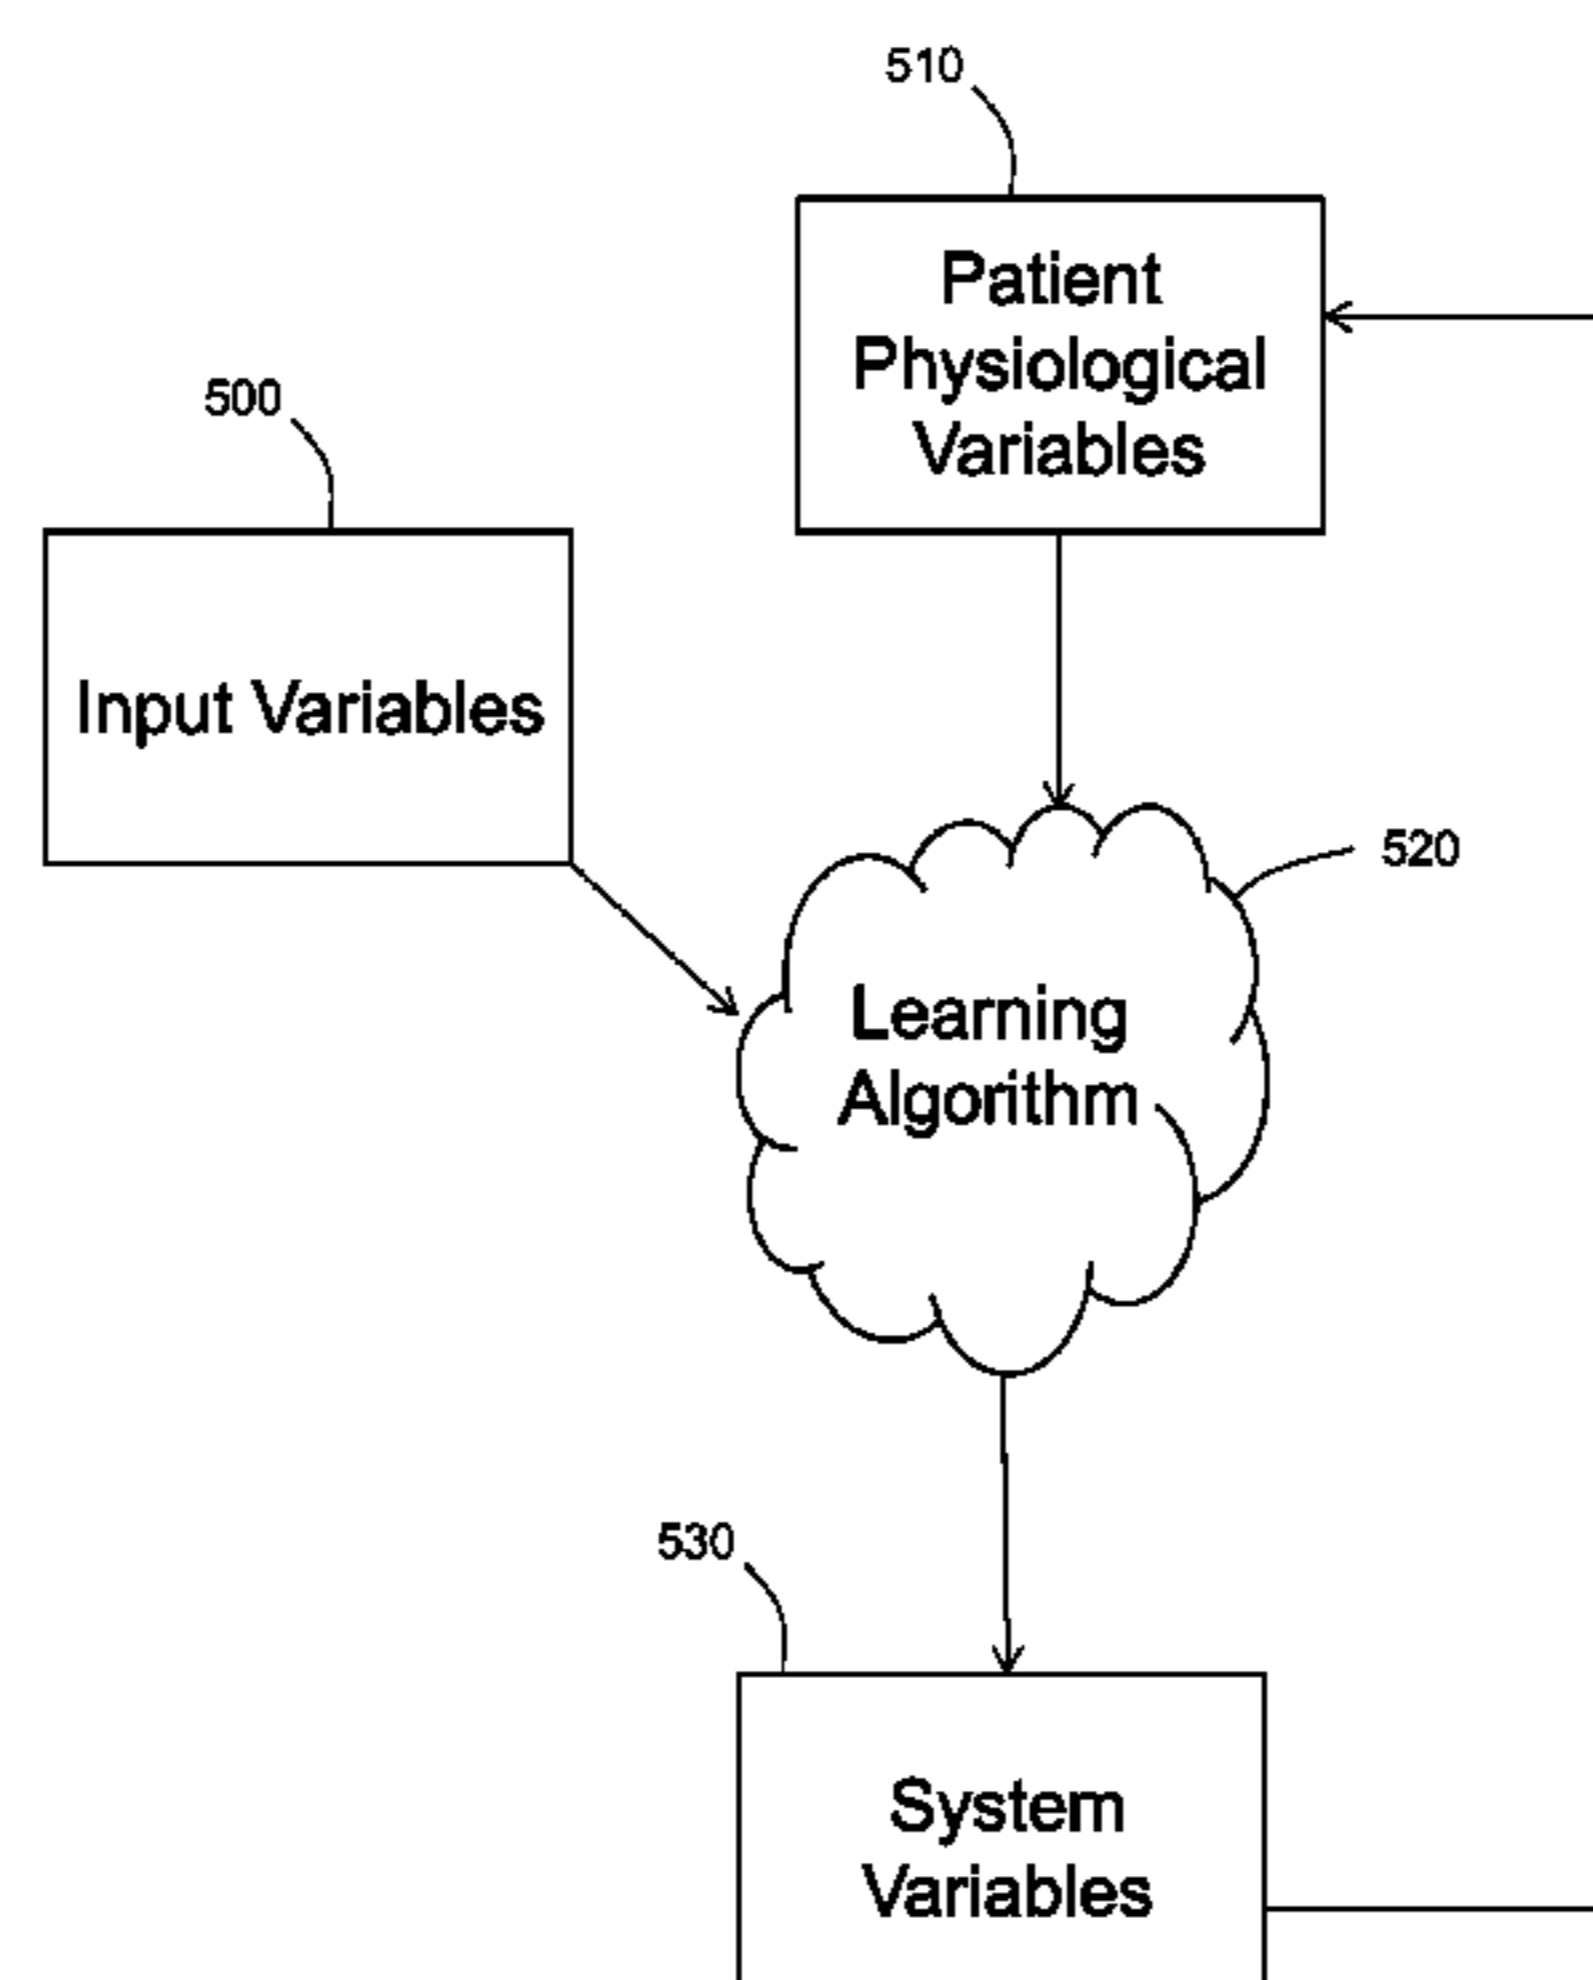 510
Patient
Physiological
Variables
500
Input Variables
520
Learning
Algorithm
530
System
Variables